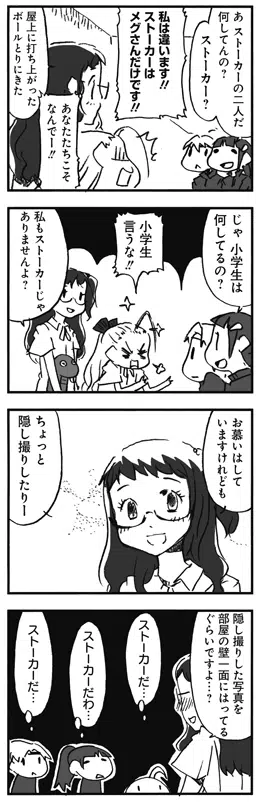 あ ストーカーの二人だ
何してんの？
ストーカー？
私は違います!!
ストーカーは
メグさんだけです!!
あなたたちこそ
なんでー!!
屋上に打ち上がった
ボールとりにきた
じゃ 小学生は
何してるの？
小学生
言うな!!
私もストーカーじゃ
ありませんよ？
お慕いはして
いますけれども
ちょっと
隠し撮りしたりー
隠し撮りした写真を
部屋の壁一面にはってる
ぐらいですよ…？
ストーカーだ…
ストーカーだわ…
ストーカーだ…